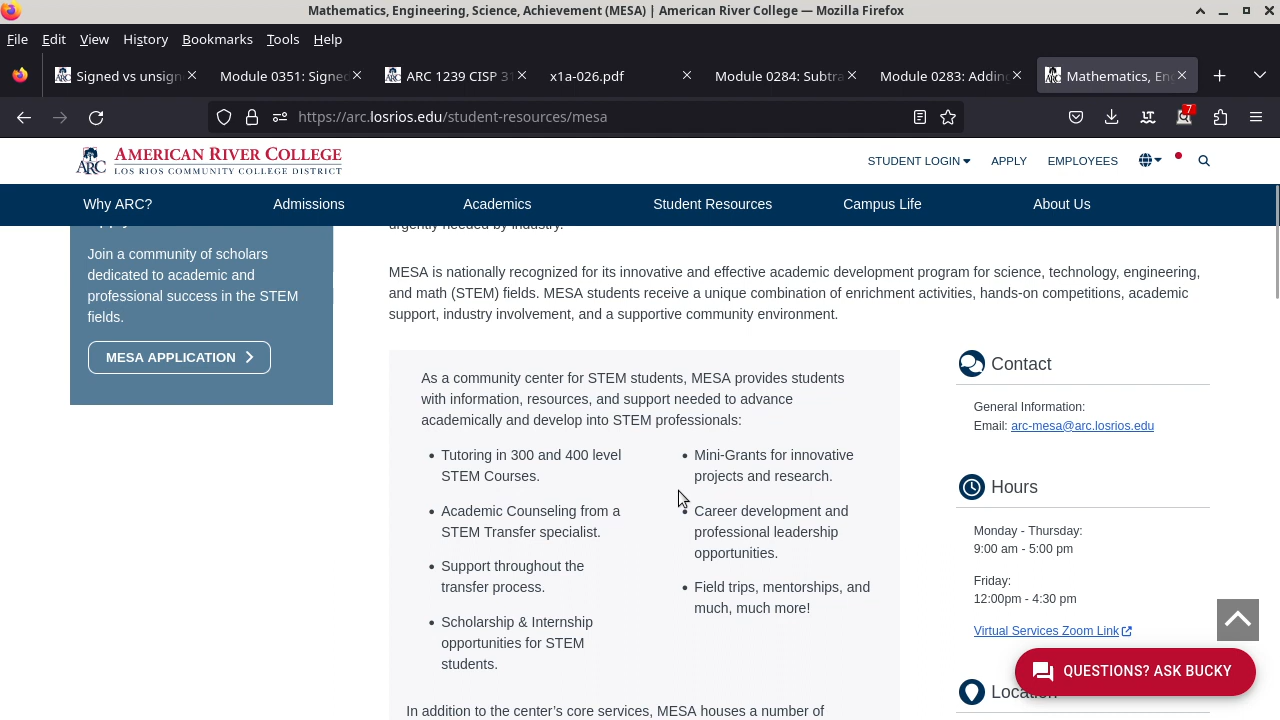 Mathematics, Engineering, Science, Achievement (MESA) | American River College — Mozilla Firefox
File Edit View History Bookmarks Tools Help
Signed vs unsign
Module 0351: Signed
ARC 1239 CISP 31
x1a-026.pdf
Module 0284: Subtra
Module 0283: Adding
Mathematics, En
https://arc.losrios.edu/student-resources/mesa
7
ARC
AMERICAN RIVER COLLEGE
LOS RIOS COMMUNITY COLLEGE DISTRICT
STUDENT LOGIN APPLY EMPLOYEES
Why ARC? Admissions Academics Student Resources Campus Life About Us
urgently needed by industry.
Join a community of scholars
dedicated to academic and
professional success in the STEM
fields.
MESA APPLICATION
MESA is nationally recognized for its innovative and effective academic development program for science, technology, engineering,
and math (STEM) fields. MESA students receive a unique combination of enrichment activities, hands-on competitions, academic
support, industry involvement, and a supportive community environment.
As a community center for STEM students, MESA provides students
with information, resources, and support needed to advance
academically and develop into STEM professionals:
• Tutoring in 300 and 400 level
STEM Courses.
• Academic Counseling from a
STEM Transfer specialist.
• Support throughout the
transfer process.
• Scholarship & Internship
opportunities for STEM
students.
• Mini-Grants for innovative
projects and research.
• Career development and
professional leadership
opportunities.
• Field trips, mentorships, and
much, much more!
In addition to the center's core services, MESA houses a number of
Contact
General Information:
Email: arc-mesa@arc.losrios.edu
Hours
Monday - Thursday:
9:00 am - 5:00 pm
Friday:
12:00pm - 4:30 pm
Virtual Services Zoom Link
Location
QUESTIONS? ASK BUCKY